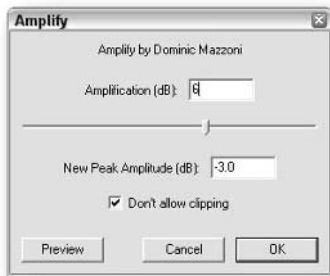 Amplify
Amplify by Dominic Mazzoni
Amplification (dB): 6
New Peak Amplitude (dB): -3.0
Don't allow clipping
Preview Cancel OK